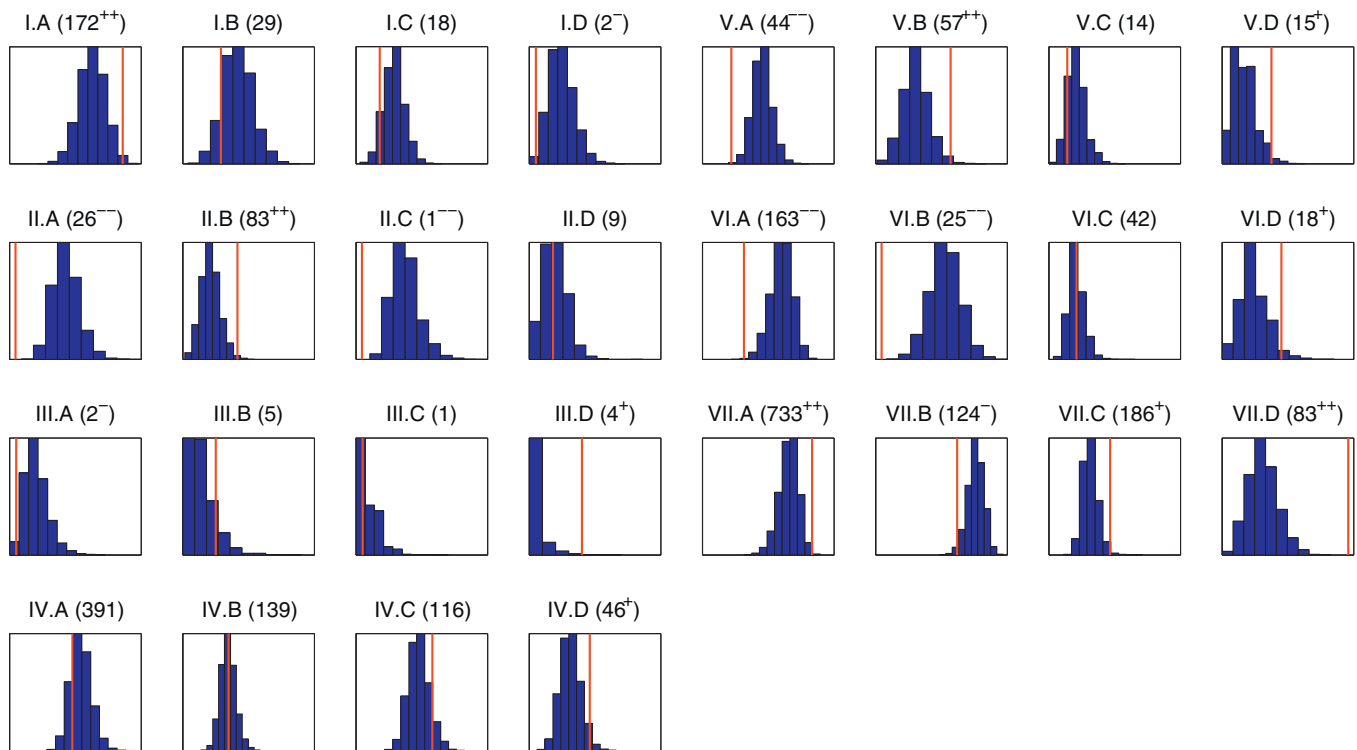 I.A (172++) I.B (29) I.C (18) I.D (2−) V.A (44−−) V.B (57++) V.C (14) V.D (15+)
II.A (26−−) II.B (83++) II.C (1−−) II.D (9) VI.A (163−−) VI.B (25−−) VI.C (42) VI.D (18+)
III.A (2−) III.B (5) III.C (1) III.D (4+) VII.A (733++) VII.B (124−) VII.C (186+) VII.D (83++)
IV.A (391) IV.B (139) IV.C (116) IV.D (46+)